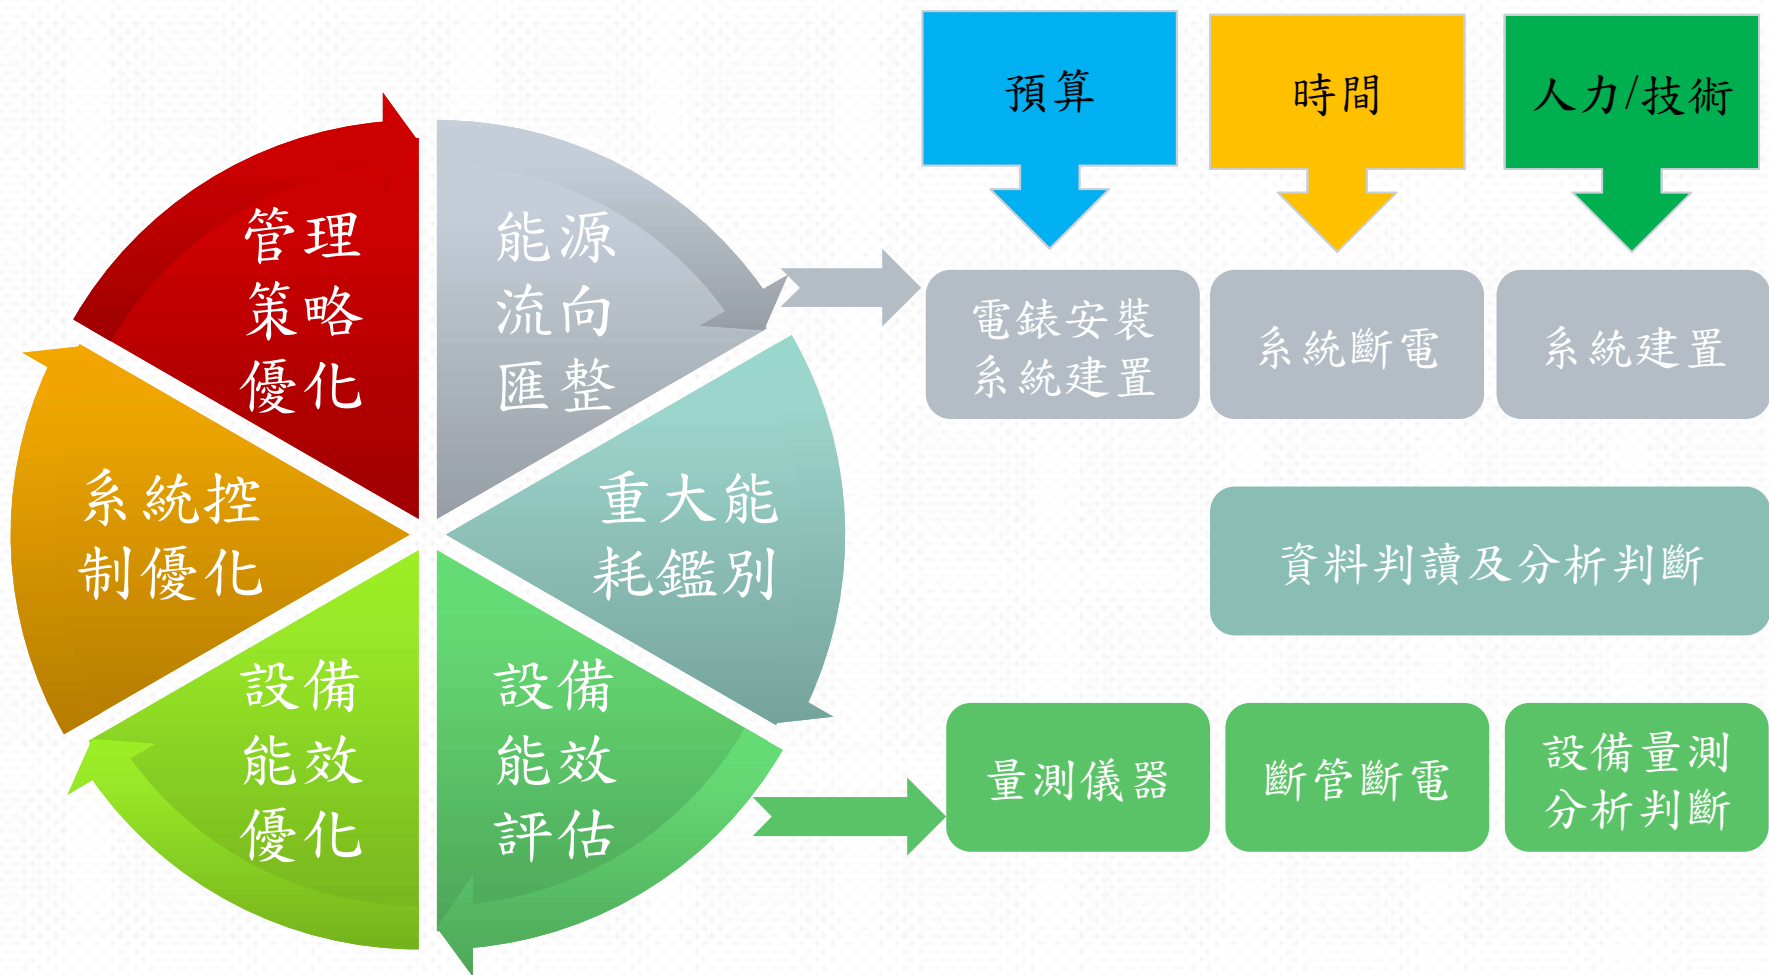 預算
時間
人力/技術
管理
策略
優化
能源
流向
匯整
電錶安裝
系統建置
系統斷電
系統建置
系統控
制優化
重大能
耗鑑別
資料判讀及分析判斷
設備
能效
優化
設備
能效
評估
量測儀器
斷管斷電
設備量測
分析判斷